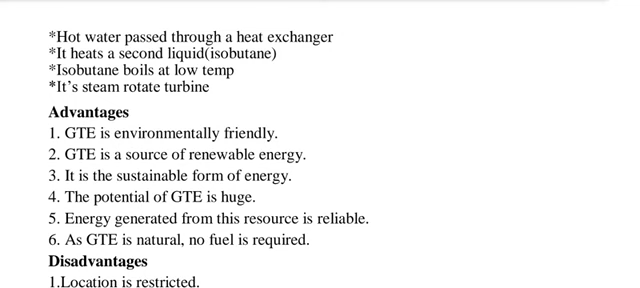 *Hot water passed through a heat exchanger
*It heats a second liquid(isobutane)
*Isobutane boils at low temp
*It's steam rotate turbine
Advantages
1. GTE is environmentally friendly.
2. GTE is a source of renewable energy.
3. It is the sustainable form of energy.
4. The potential of GTE is huge.
5. Energy generated from this resource is reliable.
6. As GTE is natural, no fuel is required.
Disadvantages
1.Location is restricted.